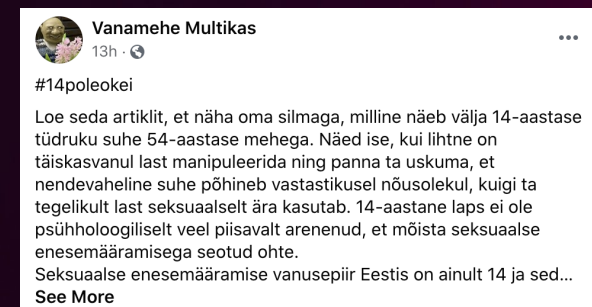 Vanamehe Multikas
13h ·
#14poleokei
Loe seda artiklit, et näha oma silmaga, milline näeb välja 14-aastase
tüdruku suhe 54-aastase mehega. Näed ise, kui lihtne on
täiskasvanul last manipuleerida ning panna ta uskuma, et
nendevaheline suhe põhineb vastastikusel nõusolekul, kuigi ta
tegelikult last seksuaalselt ära kasutab. 14-aastane laps ei ole
psühholoogiliselt veel piisavalt arenenud, et mõista seksuaalse
enesemääramisega seotud ohte.
Seksuaalse enesemääramise vanusepiir Eestis on ainult 14 ja sed...
See More